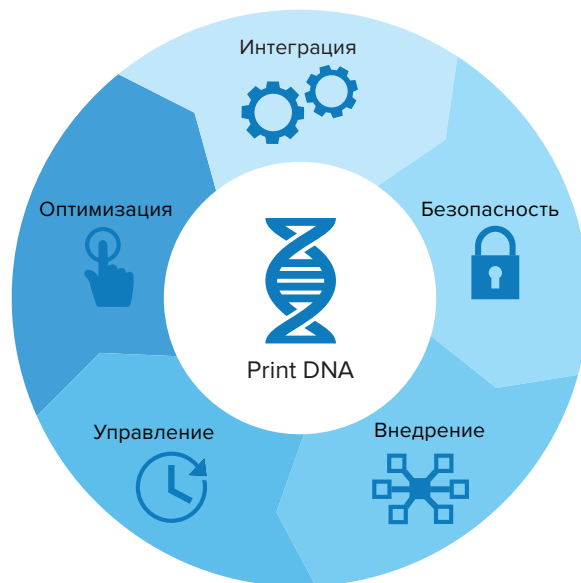 Интеграция
Безопасность
Внедрение
Управление
Оптимизация
Print DNA